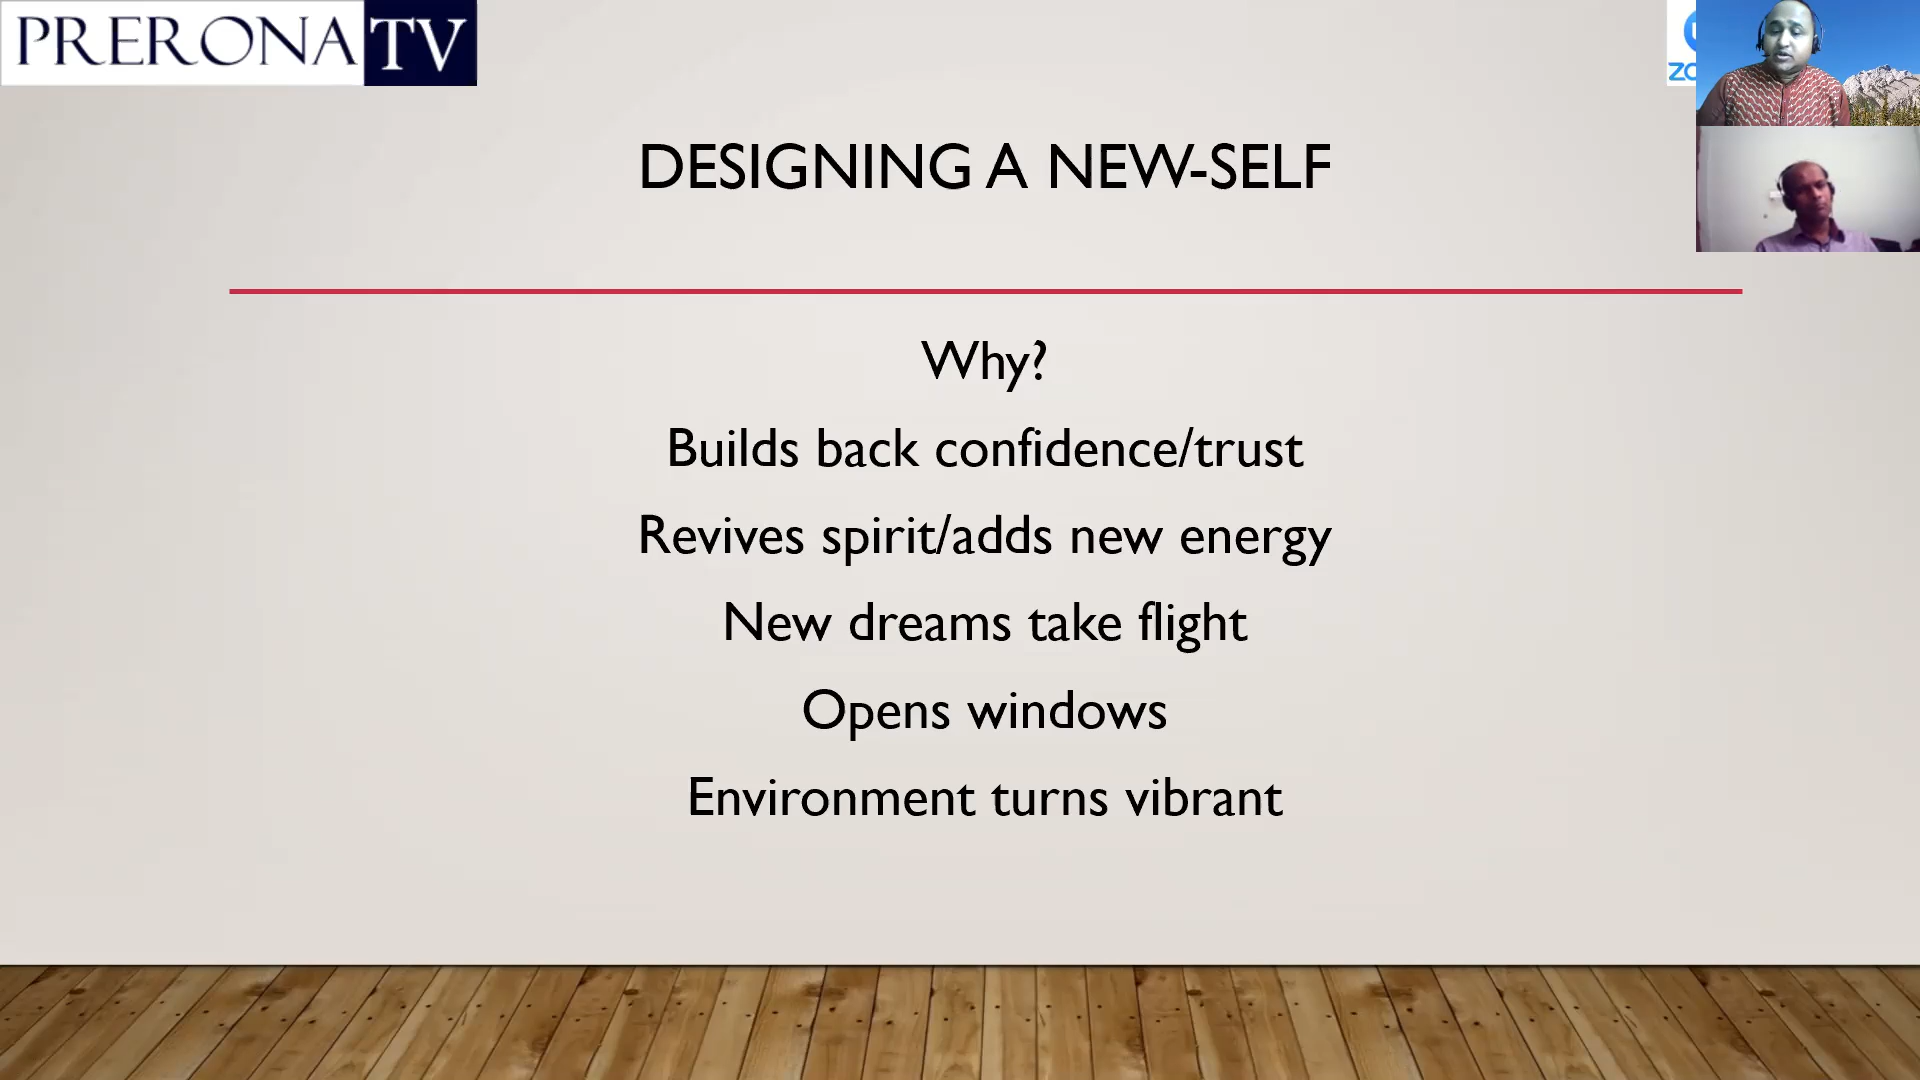 PRERONA TV
DESIGNING A NEW-SELF
Why?
Builds back confidence/trust
Revives spirit/adds new energy
New dreams take flight
Opens windows
Environment turns vibrant